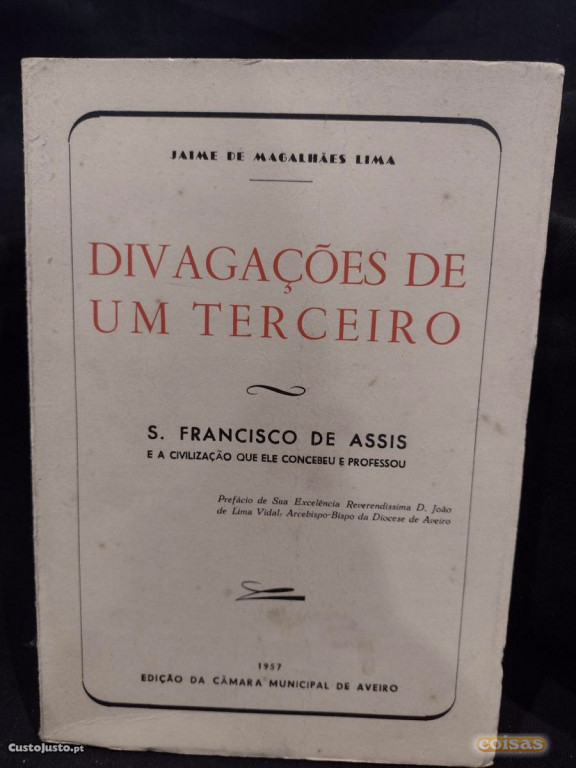 JAIME DE MAGALHÃES LIMA
DIVAGAÇÕES DE
UM TERCEIRO
S. FRANCISCO DE ASSIS
E A CIVILIZAÇÃO QUE ELE CONCEBEU E PROFESSOU
Prefácio de Sua Excelência Reverendíssima D. João
de Lima Vidal, Arcebispo-Bispo da Diocese de Aveiro
1957
EDIÇÃO DA CÂMARA MUNICIPAL DE AVEIRO
CustoJusto.pt
coisas